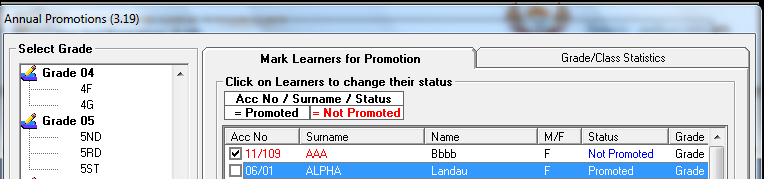 Annual Promotions (3.19)
Select Grade
Grade 04
4F
4G
Grade 05
5ND
5RD
5ST
Mark Learners for Promotion
Grade/Class Statistics
Click on Learners to change their status
Acc No / Surname / Status
= Promoted = Not Promoted
Acc No Surname Name M/F Status Grade
11/109 AAA Bbbb F Not Promoted Grade
06/01 ALPHA Landau F Promoted Grade